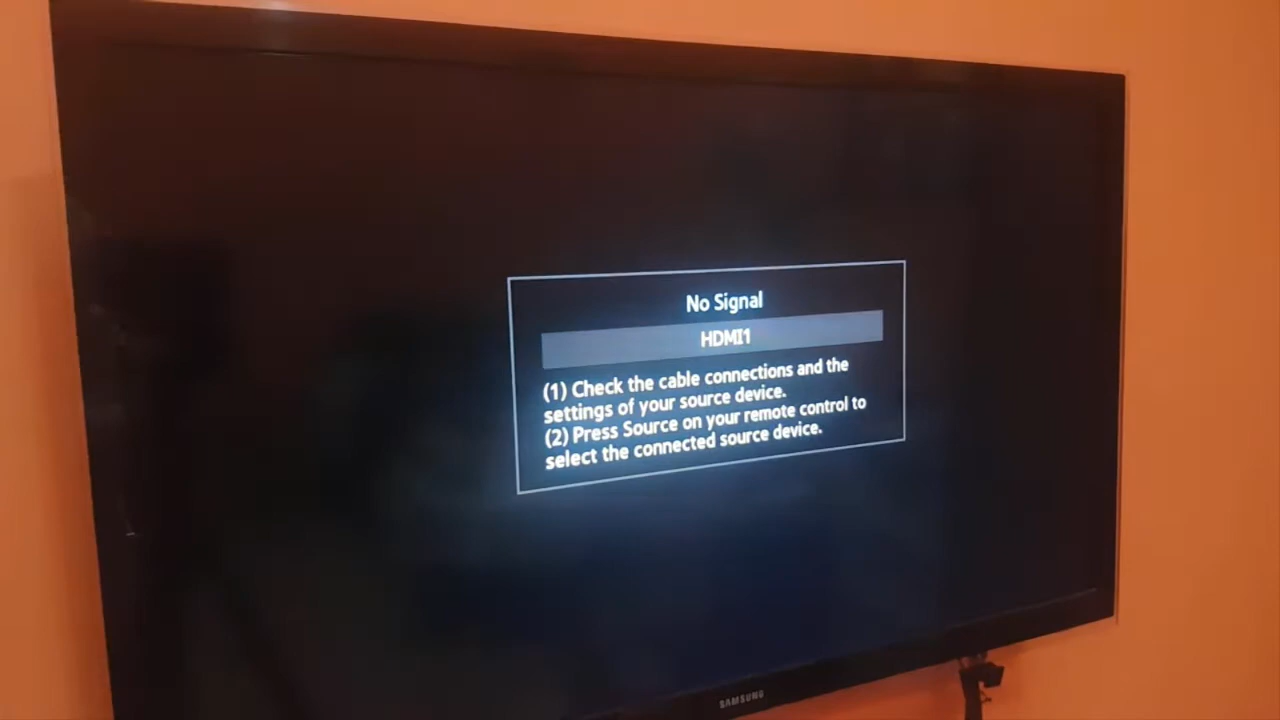 No Signal
HDMI1
(1) Check the cable connections and the
settings of your source device.
(2) Press Source on your remote control to
select the connected source device.
SAMSUNG